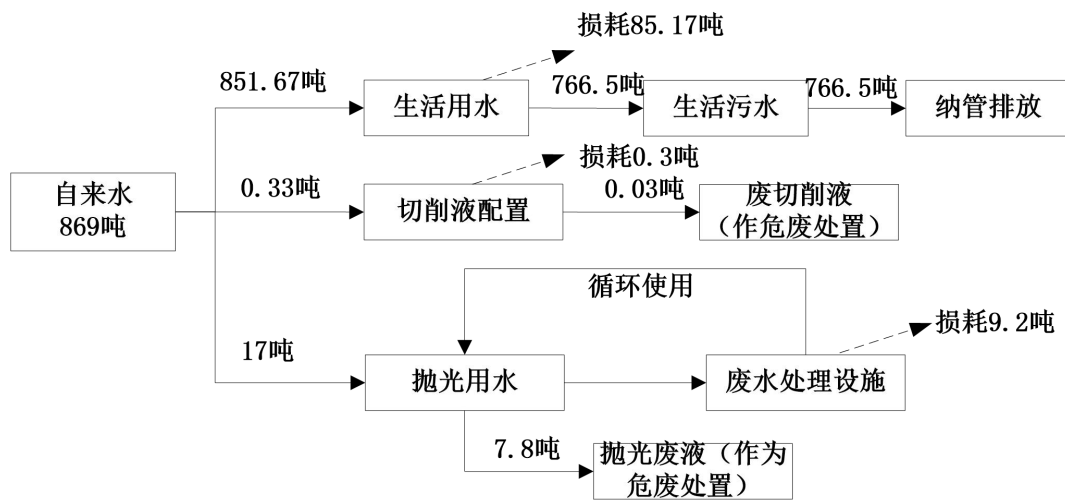 损耗85.17吨
851.67吨
生活用水
766.5吨
生活污水
766.5吨
纳管排放
自来水
869吨
0.33吨
切削液配置
损耗0.3吨
0.03吨
废切削液
（作危废处置）
循环使用
17吨
抛光用水
废水处理设施
损耗9.2吨
7.8吨
抛光废液（作为
危废处置）